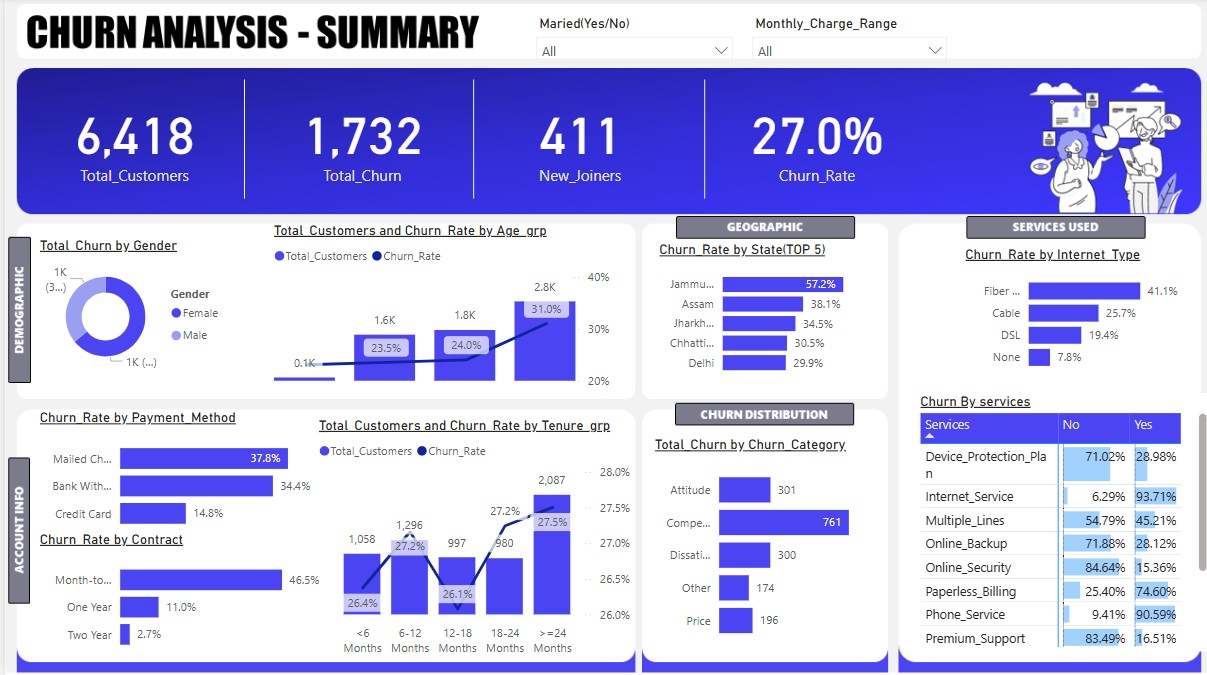 CHURN ANALYSIS - SUMMARY
Maried(Yes/No)
All
Monthly_Charge_Range
All
6,418
Total_Customers
1,732
Total_Churn
411
New_Joiners
27.0%
Churn_Rate
DEMOGRAPHIC
Total_Churn by Gender
1K
(3...)
1K (...)
Gender
Female
Male
Total_Customers and Churn_Rate by Age_grp
Total_Customers Churn_Rate
0.1K
1.6K
1.8K
2.8K
23.5%
24.0%
31.0%
40%
30%
20%
GEOGRAPHIC
Churn_Rate by State(TOP 5)
Jammu... 57.2%
Assam 38.1%
Jharkh... 34.5%
Chhatti... 30.5%
Delhi 29.9%
SERVICES USED
Churn_Rate by Internet_Type
Fiber ... 41.1%
Cable 25.7%
DSL 19.4%
None 7.8%
Churn By services
Services No Yes
Device_Protection_Pla
n 71.02% 28.98%
Internet_Service 6.29% 93.71%
Multiple_Lines 54.79% 45.21%
Online_Backup 71.88% 28.12%
Online_Security 84.64% 15.36%
Paperless_Billing 25.40% 74.60%
Phone_Service 9.41% 90.59%
Premium_Support 83.49% 16.51%
ACCOUNT INFO
Churn_Rate by Payment_Method
Mailed Ch... 37.8%
Bank With... 34.4%
Credit Card 14.8%
Churn_Rate by Contract
Month-to... 46.5%
One Year 11.0%
Two Year 2.7%
Total_Customers and Churn_Rate by Tenure_grp
Total_Customers Churn_Rate
1,058
1,296
997
980
2,087
26.4%
27.2%
26.1%
27.2%
27.5%
28.0%
27.5%
27.0%
26.5%
26.0%
<6 Months
6-12 Months
12-18 Months
18-24 Months
>=24 Months
CHURN DISTRIBUTION
Total_Churn by Churn_Category
Attitude 301
Compe... 761
Dissati... 300
Other 174
Price 196